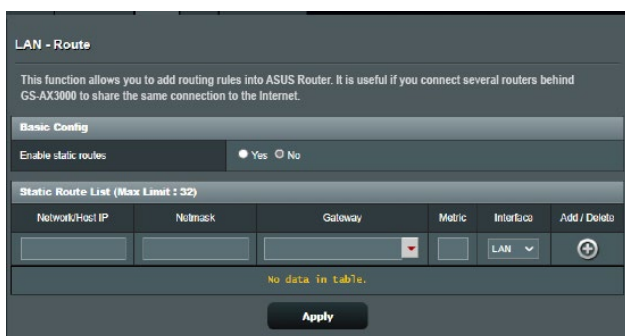 LAN - Route
This function allows you to add routing rules into ASUS Router. It is useful if you connect several routers behind
GS-AX3000 to share the same connection to the Internet.
Basic Config
Enable static routes Yes No
Static Route List (Max Limit : 32)
Network/Host IP Netmask Gateway Metric Interface Add / Delete
LAN
No data in table.
Apply